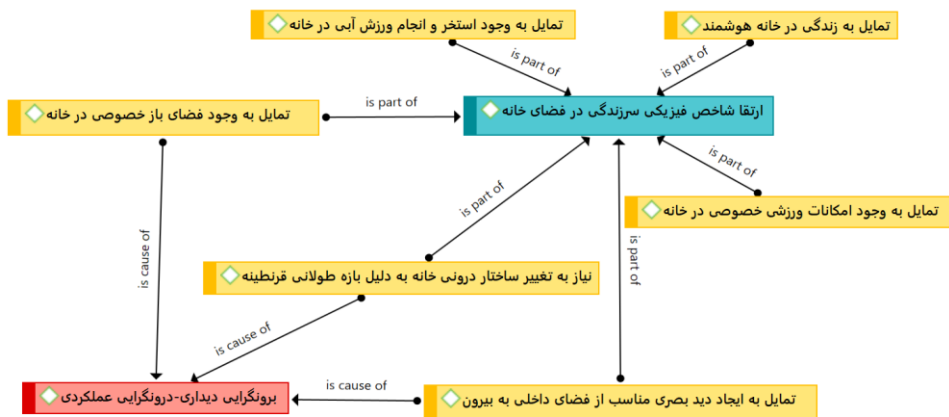 تمایل به وجود استخر و انجام ورزش آبی در خانه
تمایل به زندگی در خانه هوشمند
is part of
is part of
تمایل به وجود فضای باز خصوصی در خانه
is part of
ارتقا شاخص فیزیکی سرزندگی در فضای خانه
is part of
is part of
تمایل به وجود امکانات ورزشی خصوصی در خانه
is cause of
is part of
نیاز به تغییر ساختار درونی خانه به دلیل بازه طولانی قرنطینه
is cause of
برونگرایی دیداری-درونگرایی عملکردی
is cause of
تمایل به ایجاد دید بصری مناسب از فضای داخلی به بیرون